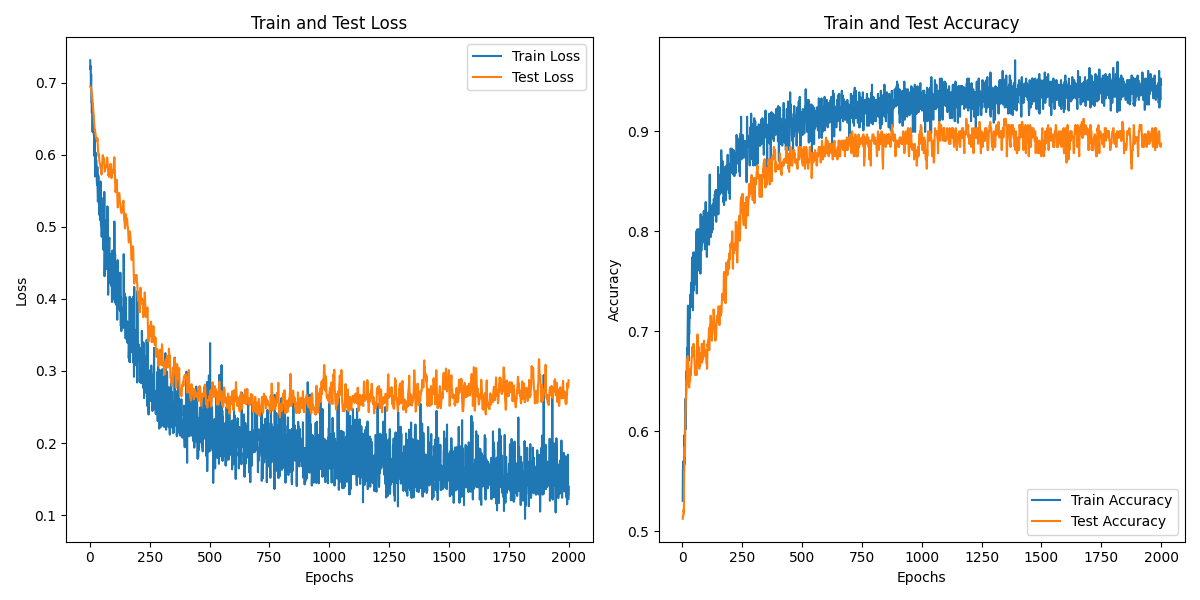 Train and Test Loss
Train Loss
Test Loss
0.7
0.6
0.5
0.4
0.3
0.2
0.1
Loss
0 250 500 750 1000 1250 1500 1750 2000
Epochs
Train and Test Accuracy
0.9
0.8
0.7
0.6
0.5
Accuracy
Train Accuracy
Test Accuracy
0 250 500 750 1000 1250 1500 1750 2000
Epochs